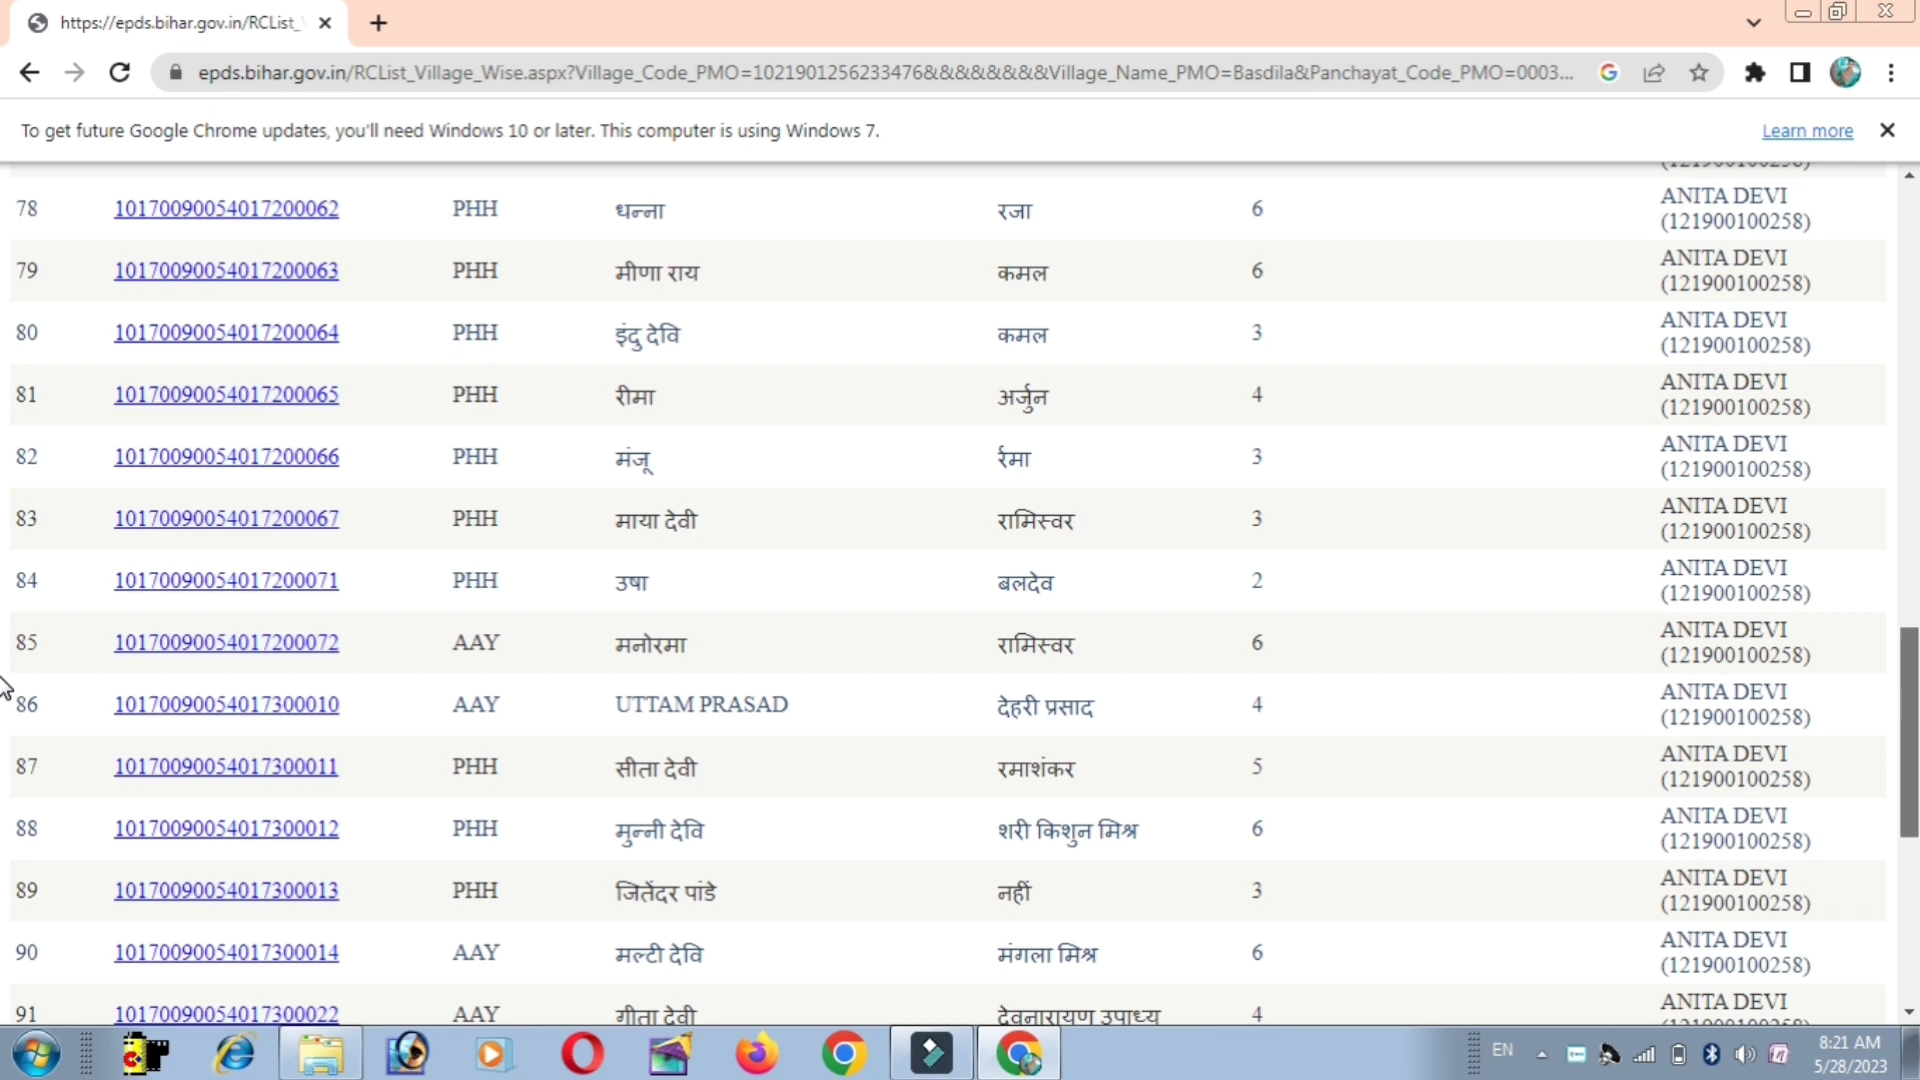 https://epds.bihar.gov.in/RCList_
epds.bihar.gov.in/RCList_Village_Wise.aspx?Village_Code_PMO=1021901256233476&&&&&&&&Village_Name_PMO=Basdila&Panchayat_Code_PMO=0003...
To get future Google Chrome updates, you'll need Windows 10 or later. This computer is using Windows 7. Learn more
78 10170090054017200062 PHH धन्ना रजा 6 ANITA DEVI
(121900100258)
79 10170090054017200063 PHH मीणा राय कमल 6 ANITA DEVI
(121900100258)
80 10170090054017200064 PHH इंदु देवि कमल 3 ANITA DEVI
(121900100258)
81 10170090054017200065 PHH रीमा अर्जुन 4 ANITA DEVI
(121900100258)
82 10170090054017200066 PHH मंजू र्रमा 3 ANITA DEVI
(121900100258)
83 10170090054017200067 PHH माया देवी रामिस्वर 3 ANITA DEVI
(121900100258)
84 10170090054017200071 PHH उषा बलदेव 2 ANITA DEVI
(121900100258)
85 10170090054017200072 AAY मनोरमा रामिस्वर 6 ANITA DEVI
(121900100258)
86 10170090054017300010 AAY UTTAM PRASAD देहरी प्रसाद 4 ANITA DEVI
(121900100258)
87 10170090054017300011 PHH सीता देवी रमाशंकर 5 ANITA DEVI
(121900100258)
88 10170090054017300012 PHH मुन्नी देवि शरी किशुन मिश्र 6 ANITA DEVI
(121900100258)
89 10170090054017300013 PHH जितेंदर पांडे नहीं 3 ANITA DEVI
(121900100258)
90 10170090054017300014 AAY मल्टी देवि मंगला मिश्र 6 ANITA DEVI
(121900100258)
91 10170090054017300022 AAY गीता देवी देवनारायण उपाध्य 4 ANITA DEVI
EN 8:21 AM
5/28/2023